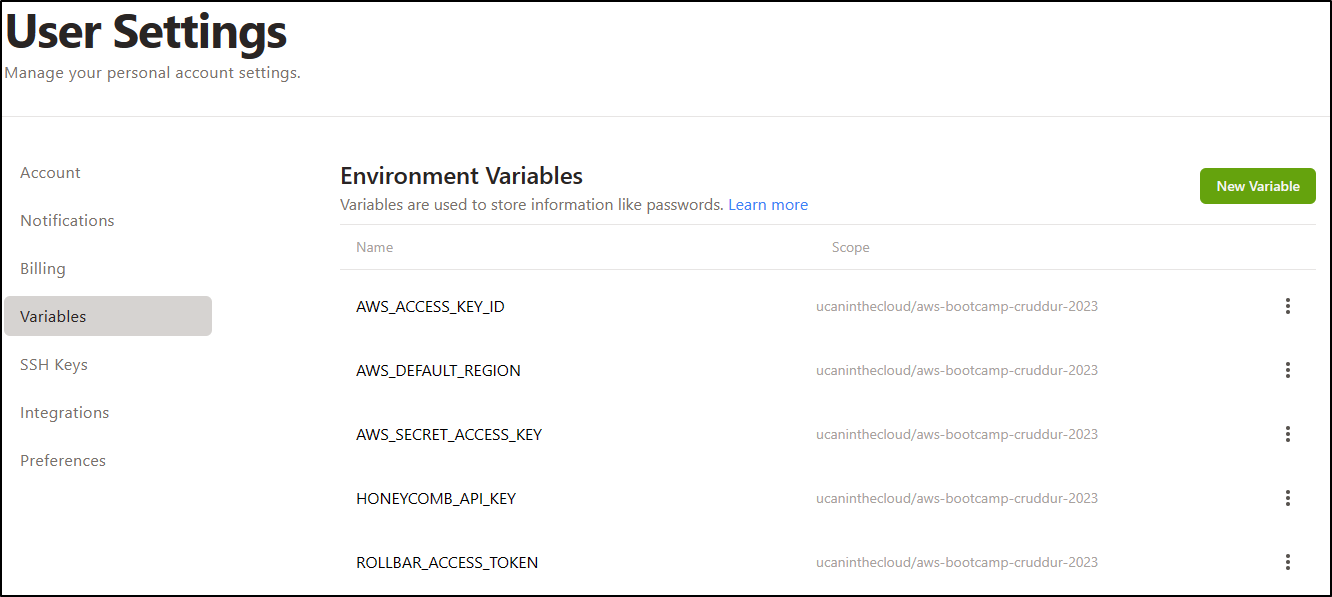 User Settings
Manage your personal account settings.
Account
Notifications
Billing
Variables
SSH Keys
Integrations
Preferences
Environment Variables
Variables are used to store information like passwords. Learn more
New Variable
Name Scope
AWS_ACCESS_KEY_ID ucaninthecloud/aws-bootcamp-cruddur-2023
AWS_DEFAULT_REGION ucaninthecloud/aws-bootcamp-cruddur-2023
AWS_SECRET_ACCESS_KEY ucaninthecloud/aws-bootcamp-cruddur-2023
HONEYCOMB_API_KEY ucaninthecloud/aws-bootcamp-cruddur-2023
ROLLBAR_ACCESS_TOKEN ucaninthecloud/aws-bootcamp-cruddur-2023